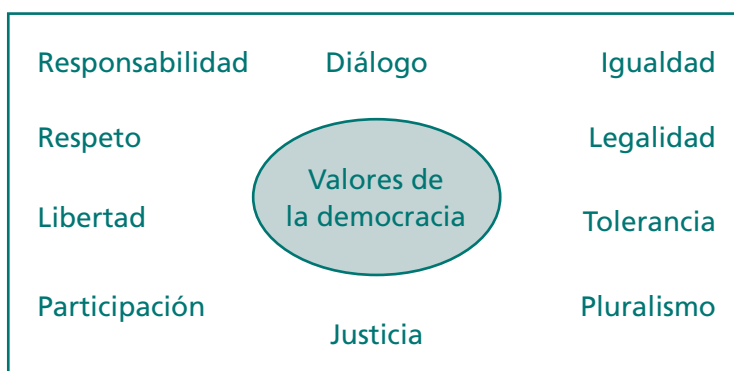 Responsabilidad
Diálogo
Igualdad
Respeto
Legalidad
Valores de
la democracia
Libertad
Tolerancia
Participación
Pluralismo
Justicia